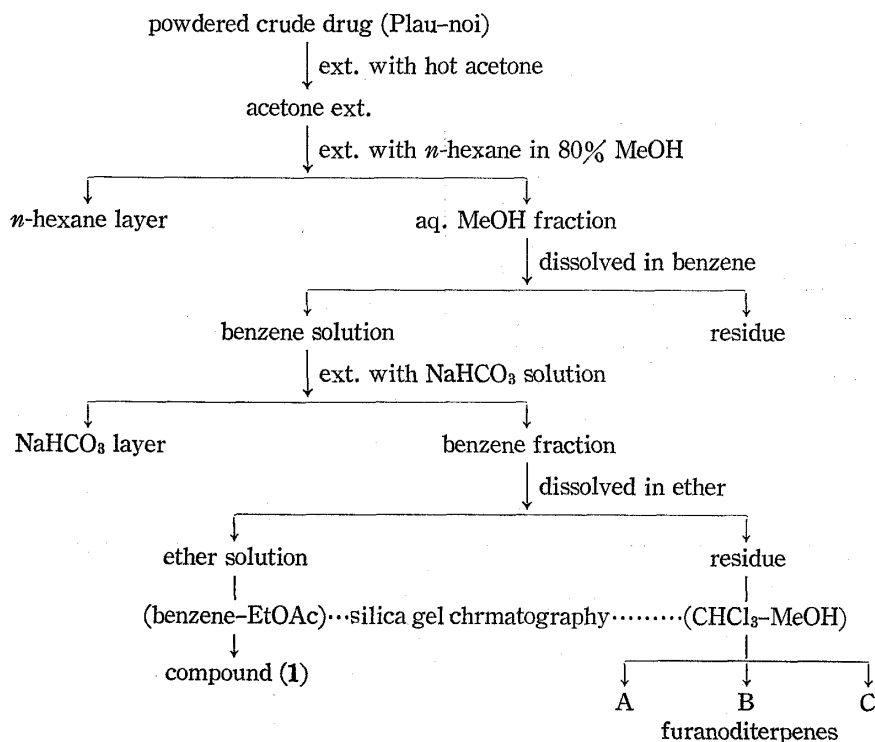 powdered crude drug (Plau-noi)
ext. with hot acetone
acetone ext.
ext. with n-hexane in 80% MeOH
n-hexane layer aq. MeOH fraction
dissolved in benzene
benzene solution residue
ext. with NaHCO₃ solution
NaHCO₃ layer benzene fraction
dissolved in ether
ether solution residue
(benzene-EtOAc)···silica gel chrmatography·········(CHCl₃-MeOH)
compound (1)
A B C
furanoditerpenes